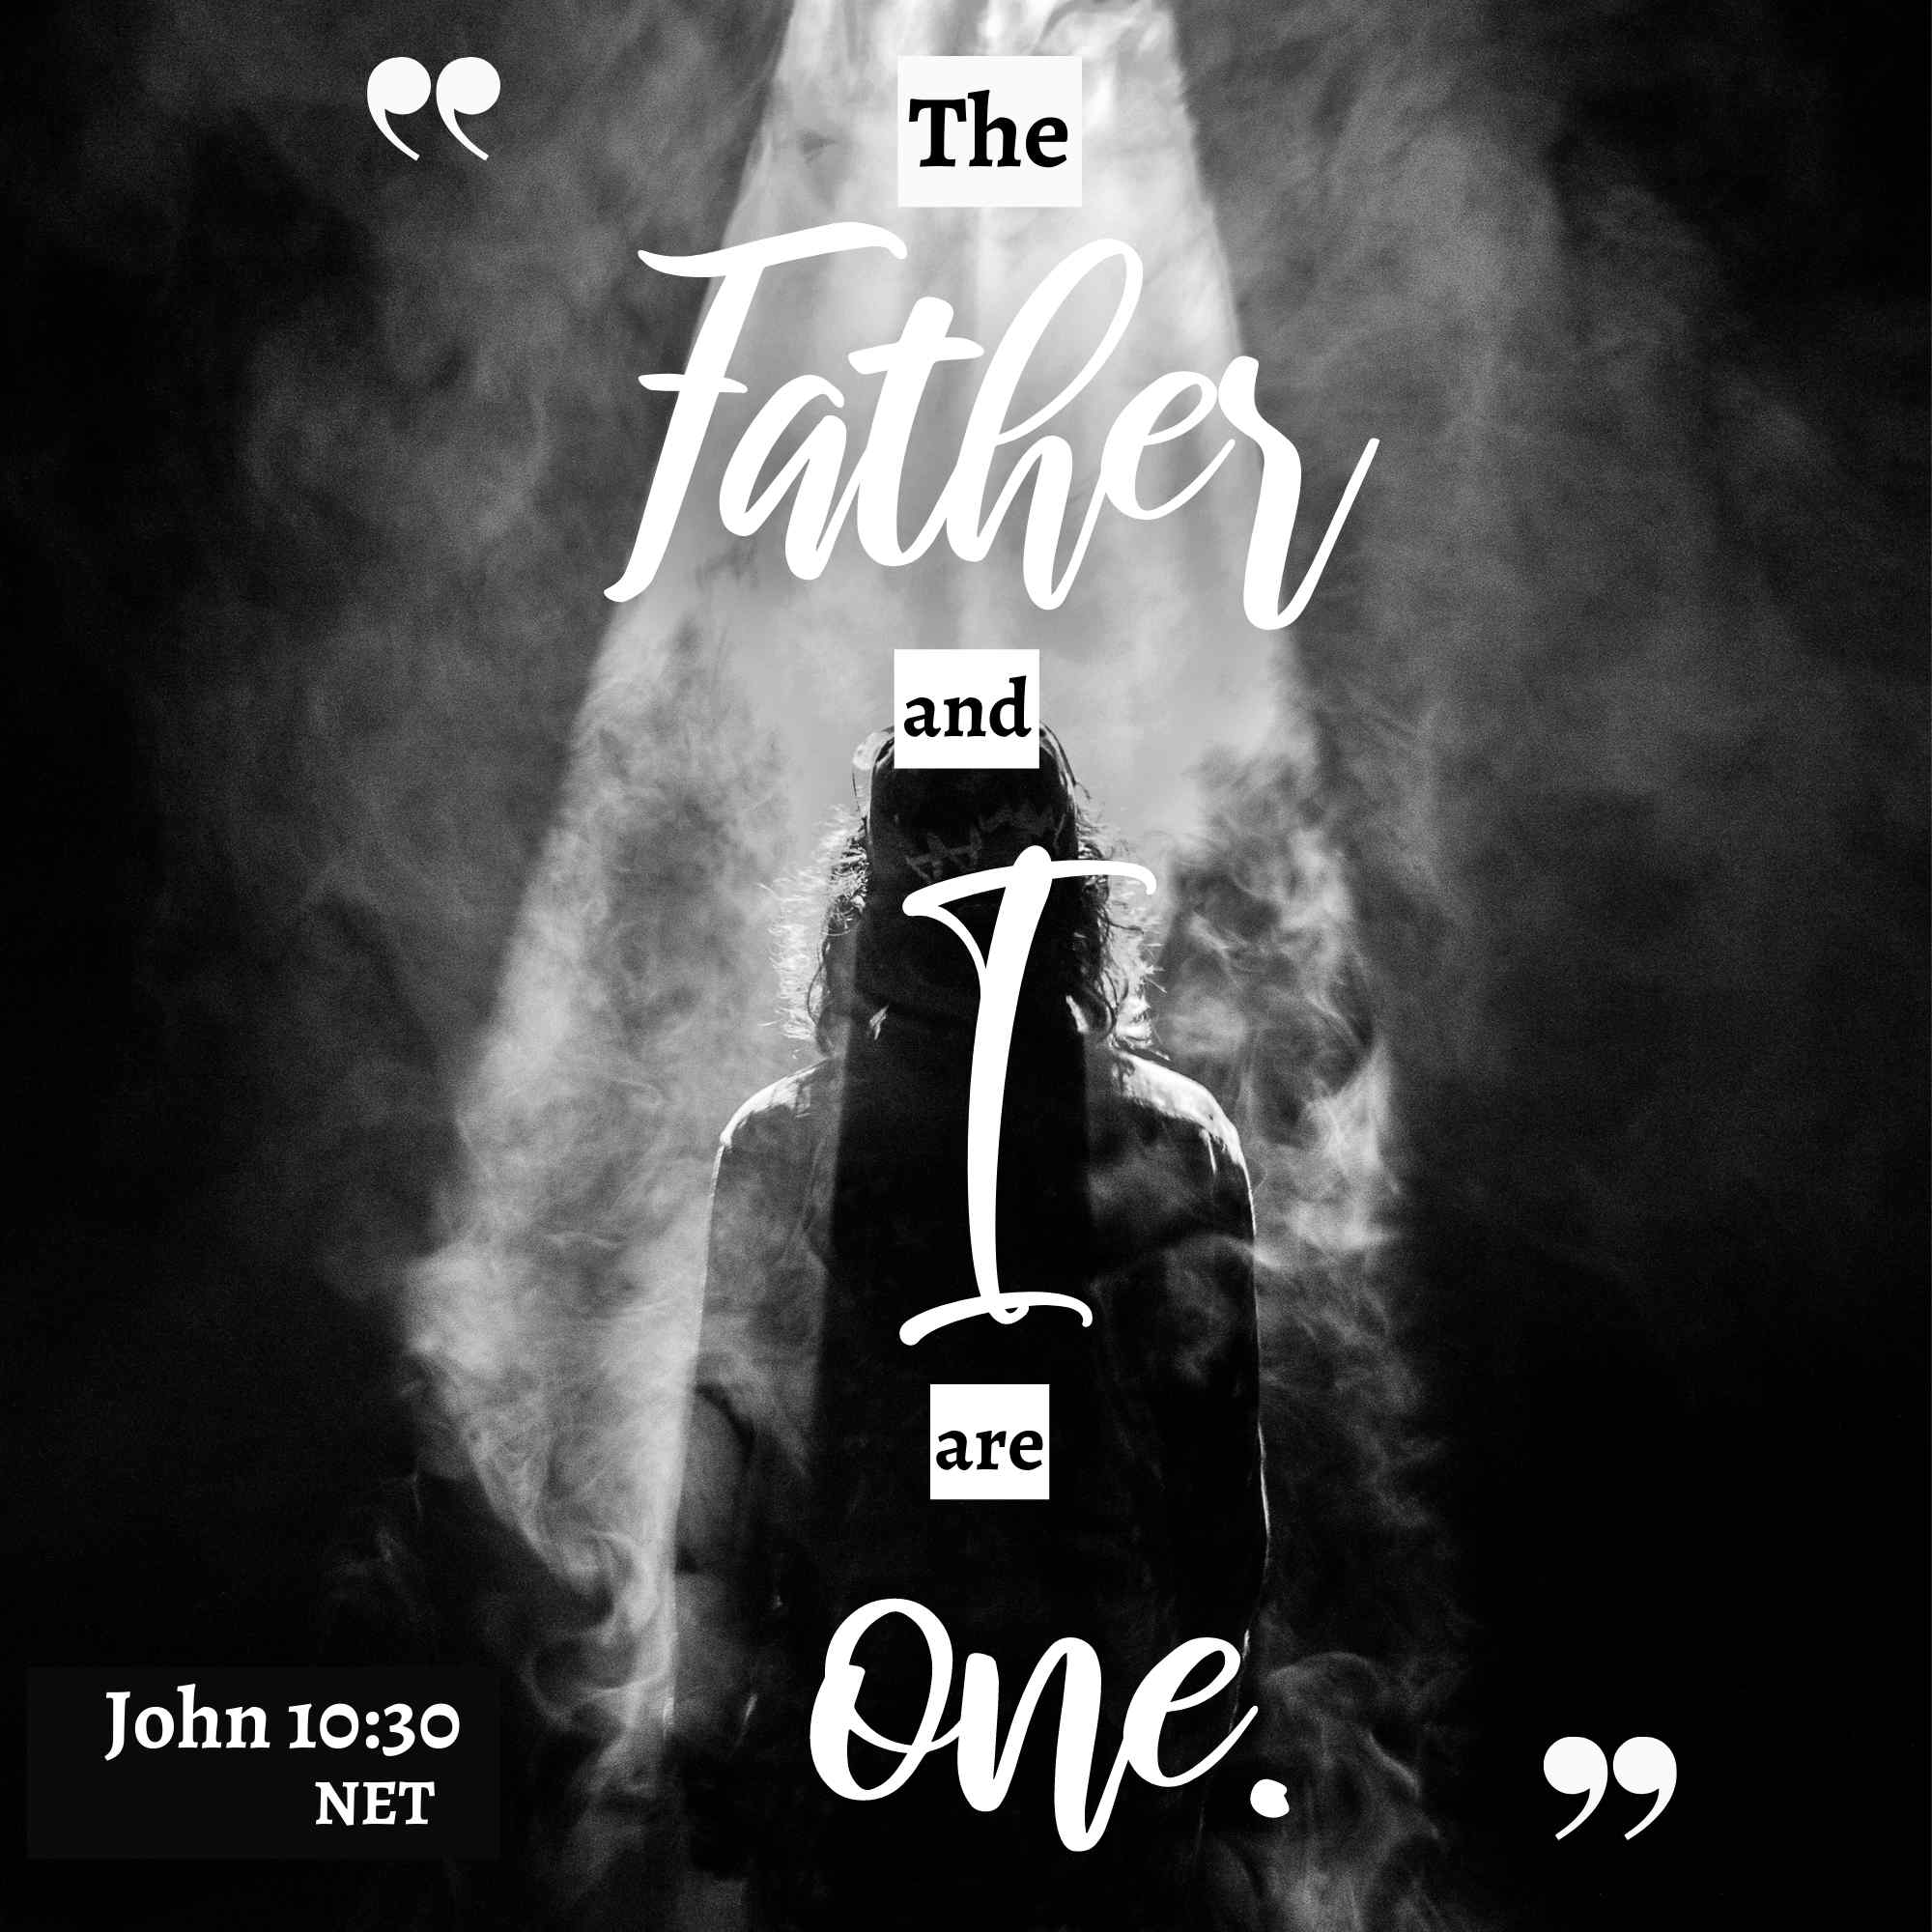 “
The
Father
and
I
are
One.
”
John 10:30
NET